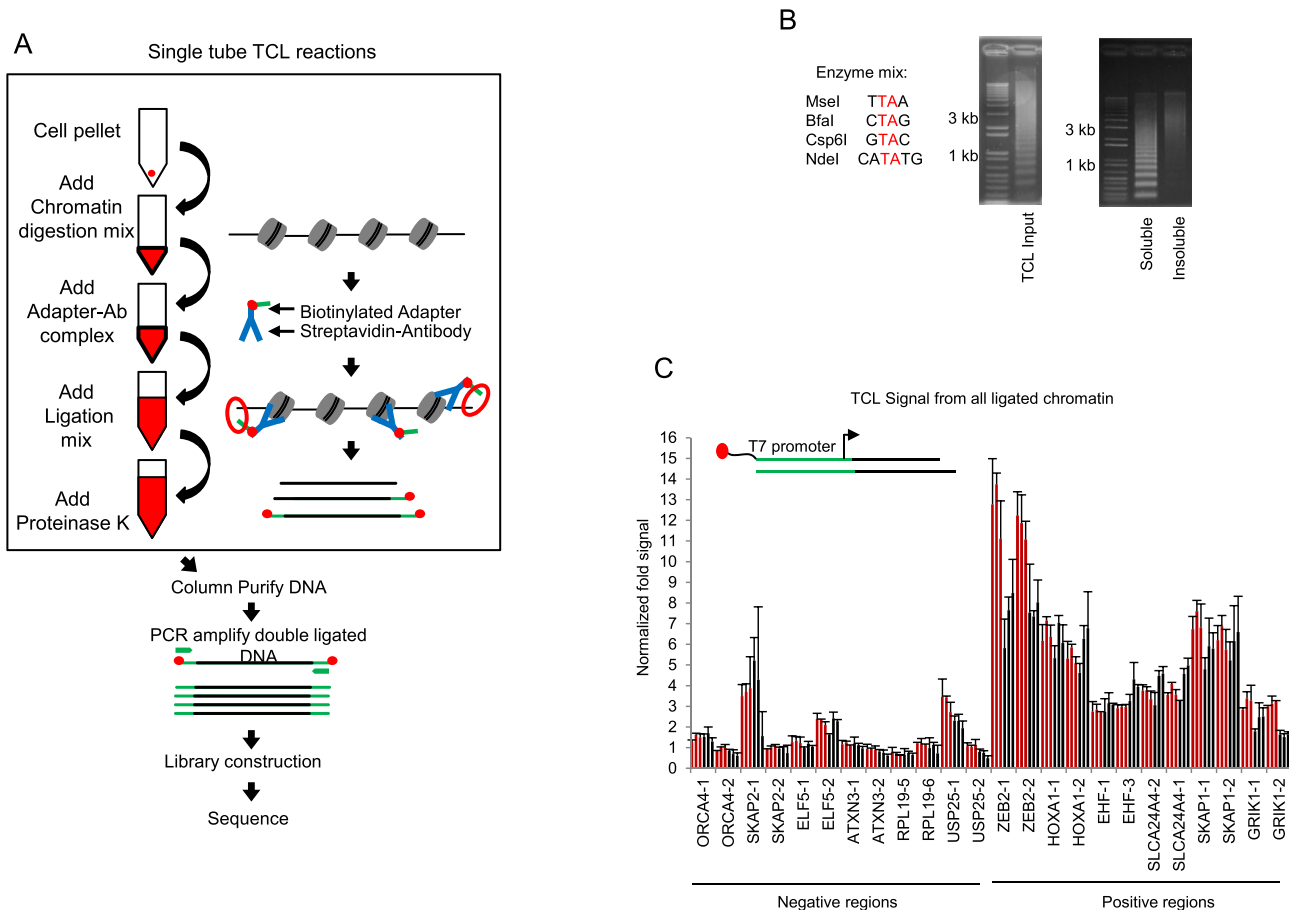 A
Single tube TCL reactions
Cell pellet
Add
Chromatin
digestion mix
Add
Adapter-Ab
complex
Add
Ligation
mix
Add
Proteinase K
Biotinylated Adapter
Streptavidin-Antibody
Column Purify DNA
PCR amplify double ligated
DNA
Library construction
Sequence
B
Enzyme mix:
MseI TTAA
BfaI CTAG
Csp6I GTAC
NdeI CATATG
3 kb
1 kb
TCL Input
3 kb
1 kb
Soluble
Insoluble
C
TCL Signal from all ligated chromatin
T7 promoter
Normalized fold signal
16
15
14
13
12
11
10
9
8
7
6
5
4
3
2
1
0
ORCA4-1
ORCA4-2
SKAP2-1
SKAP2-2
ELF5-1
ELF5-2
ATXN3-1
ATXN3-2
RPL19-5
RPL19-6
USP25-1
USP25-2
ZEB2-1
ZEB2-2
HOXA1-1
HOXA1-2
EHF-1
EHF-3
SLCA24A4-2
SLCA24A4-1
SKAP1-1
SKAP1-2
GRIK1-1
GRIK1-2
Negative regions
Positive regions